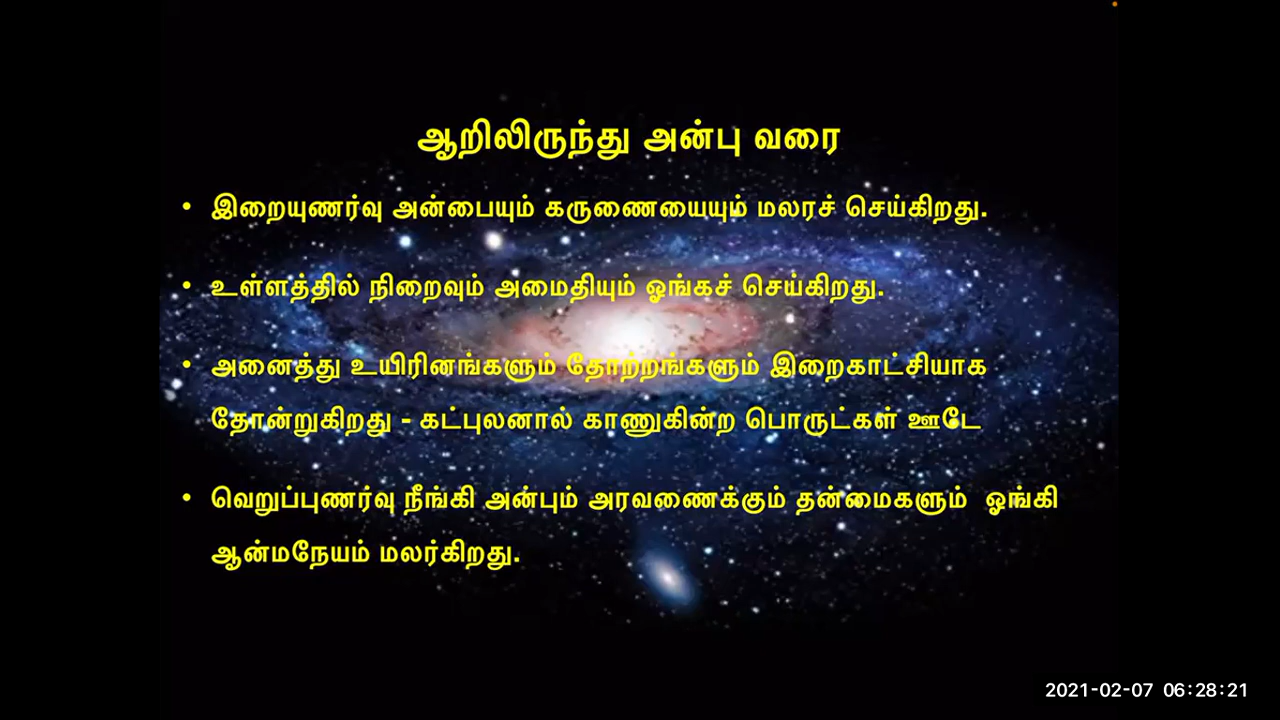 ஆறிலிருந்து அன்பு வரை
• இறையுணர்வு அன்பையும் கருணையையும் மலரச் செய்கிறது.
• உள்ளத்தில் நிறைவும் அமைதியும் ஓங்கச் செய்கிறது.
• அனைத்து உயிரினங்களும் தோற்றங்களும் இறைகாட்சியாக
தோன்றுகிறது - கட்புலனால் காணுகின்ற பொருட்கள் ஊடே
• வெறுப்புணர்வு நீங்கி அன்பும் அரவணைக்கும் தன்மைகளும் ஓங்கி
ஆன்மநேயம் மலர்கிறது.
2021-02-07 06:28:21